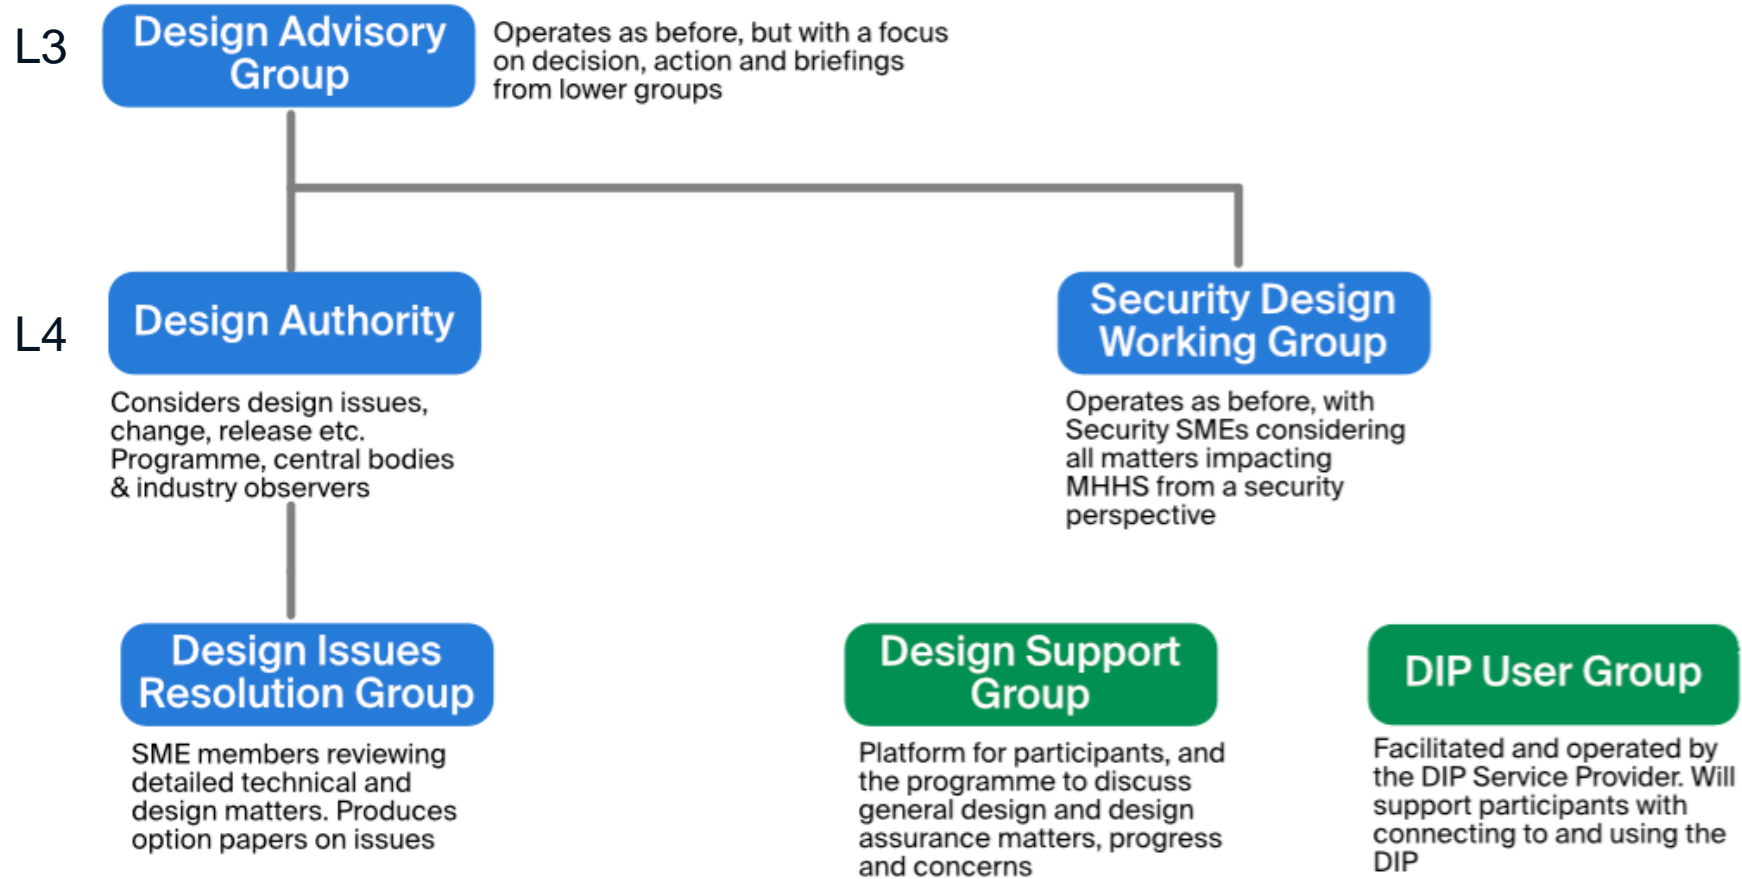 L3
Design Advisory
Group
Operates as before, but with a focus
on decision, action and briefings
from lower groups
L4
Design Authority
Considers design issues,
change, release etc.
Programme, central bodies
& industry observers
Security Design
Working Group
Operates as before, with
Security SMEs considering
all matters impacting
MHHS from a security
perspective
Design Issues
Resolution Group
SME members reviewing
detailed technical and
design matters. Produces
option papers on issues
Design Support
Group
Platform for participants, and
the programme to discuss
general design and design
assurance matters, progress
and concerns
DIP User Group
Facilitated and operated by
the DIP Service Provider. Will
support participants with
connecting to and using the
DIP